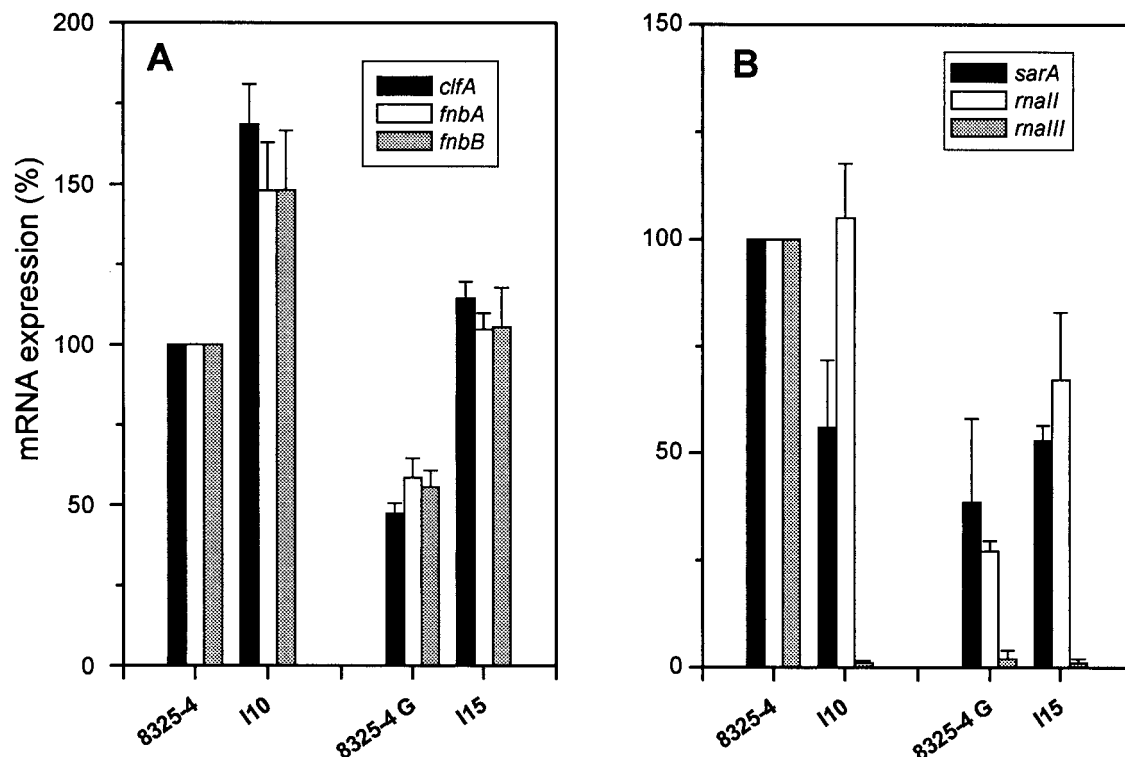 A
clfA
fnbA
fnbB
mRNA expression (%)
200
150
100
50
0
8325-4
I10
8325-4 G
I15
B
sarA
rnaII
rnaIII
150
100
50
0
8325-4
I10
8325-4 G
I15